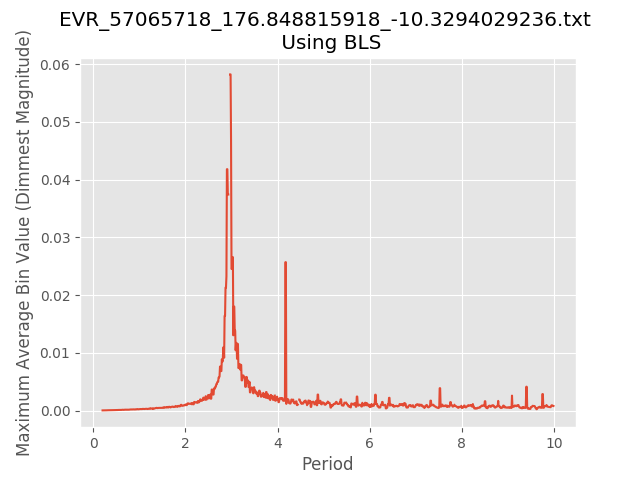 EVR_57065718_176.848815918_-10.3294029236.txt
Using BLS
Maximum Average Bin Value (Dimmest Magnitude)
0.06
0.05
0.04
0.03
0.02
0.01
0.00
0 2 4 6 8 10
Period